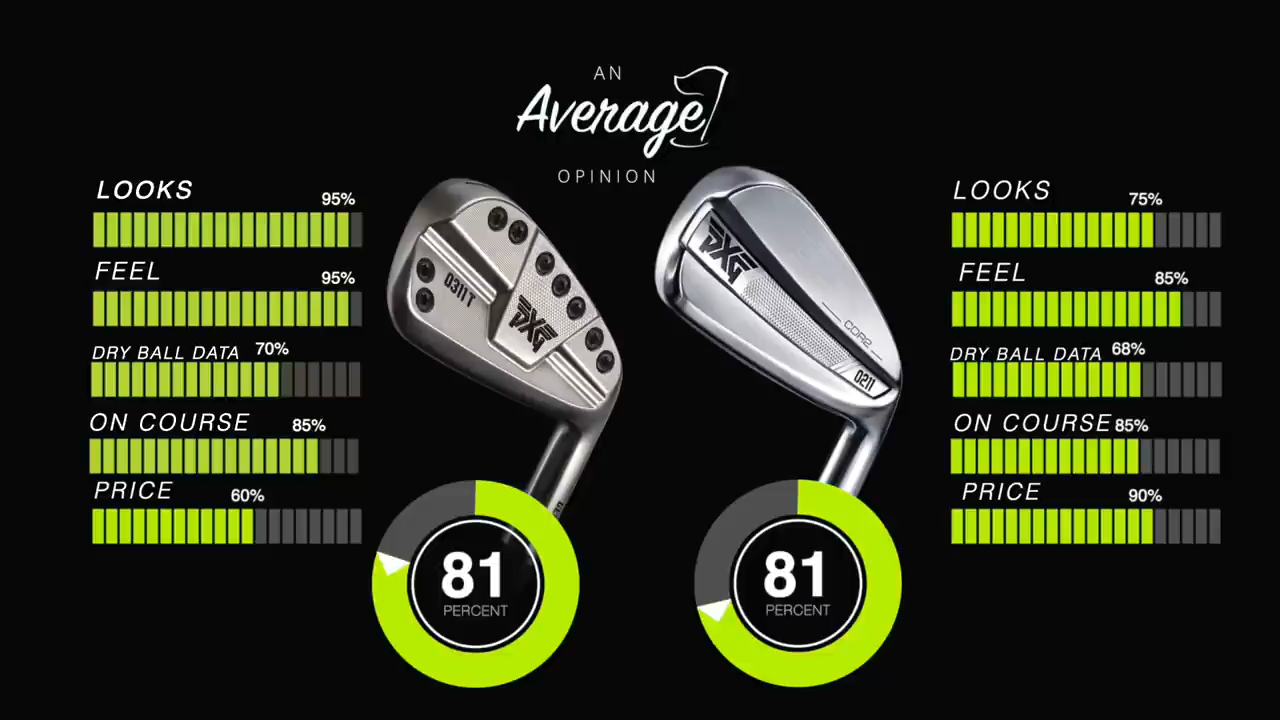 AN
Average
OPINION
LOOKS
95%
FEEL
95%
DRY BALL DATA 70%
ON COURSE 85%
PRICE 60%
0311 T
PXG
81
PERCENT
PXG
COR2
0211
81
PERCENT
LOOKS
75%
FEEL
85%
DRY BALL DATA 68%
ON COURSE 85%
PRICE 90%